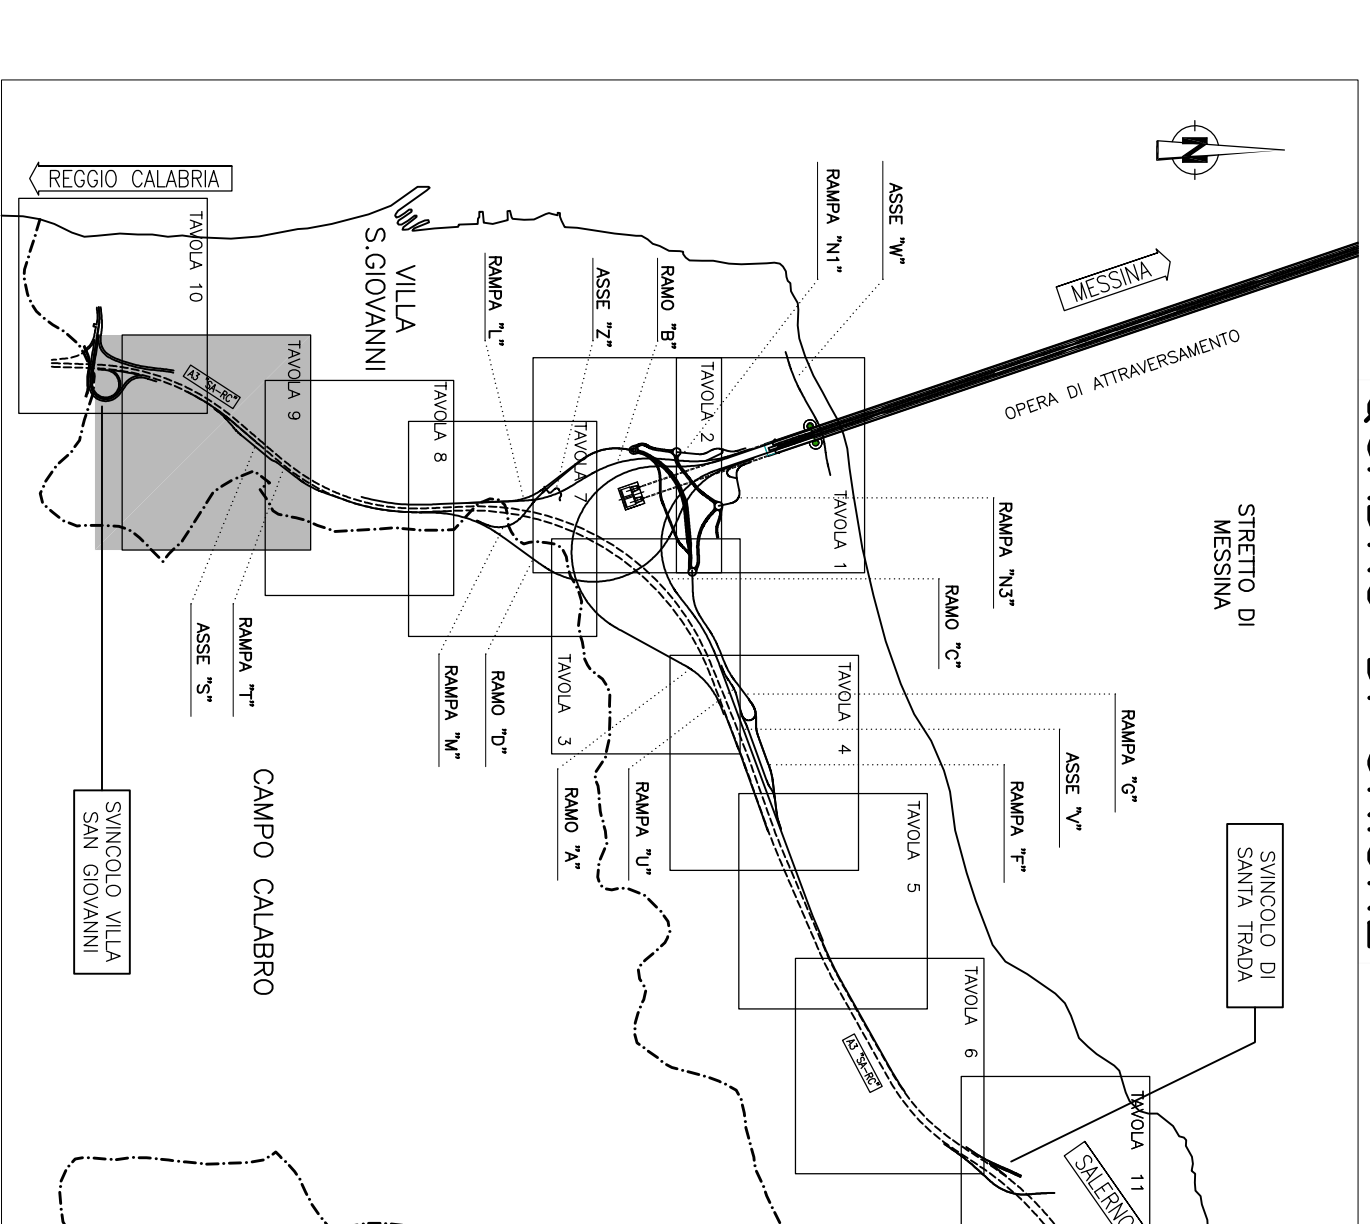 N
REGGIO CALABRIA
TAVOLA 10
VILLA
S.GIOVANNI
A3 "SA-RC"
TAVOLA 9
TAVOLA 8
TAVOLA 7
RAMPA "L"
ASSE "Z"
RAMO "B"
RAMPA "N1"
ASSE "W"
TAVOLA 2
TAVOLA 1
MESSINA
OPERA DI ATTRAVERSAMENTO
STRETTO DI
MESSINA
RAMPA "N3"
RAMO "C"
RAMPA "G"
ASSE "V"
RAMPA "F"
ASSE "S"
RAMPA "T"
RAMPA "M"
RAMO "D"
RAMO "A"
RAMPA "U"
TAVOLA 3
TAVOLA 4
TAVOLA 5
TAVOLA 6
A3 "SA-RC"
TAVOLA 11
CAMPO CALABRO
SVINCOLO VILLA
SAN GIOVANNI
SVINCOLO DI
SANTA TRADA
SALERNO